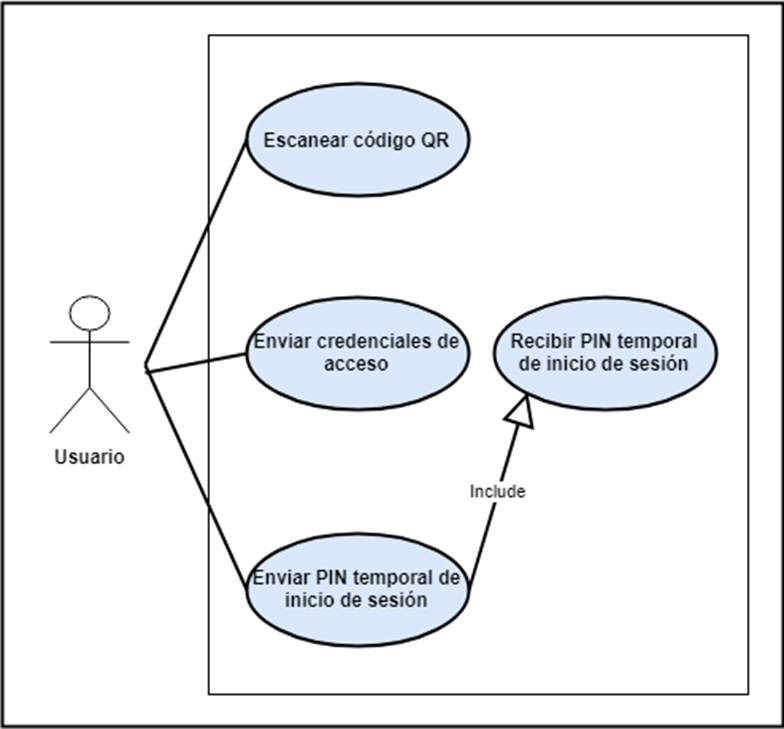 Escanear código QR
Enviar credenciales de
acceso
Recibir PIN temporal
de inicio de sesión
Usuario
Include
Enviar PIN temporal de
inicio de sesión